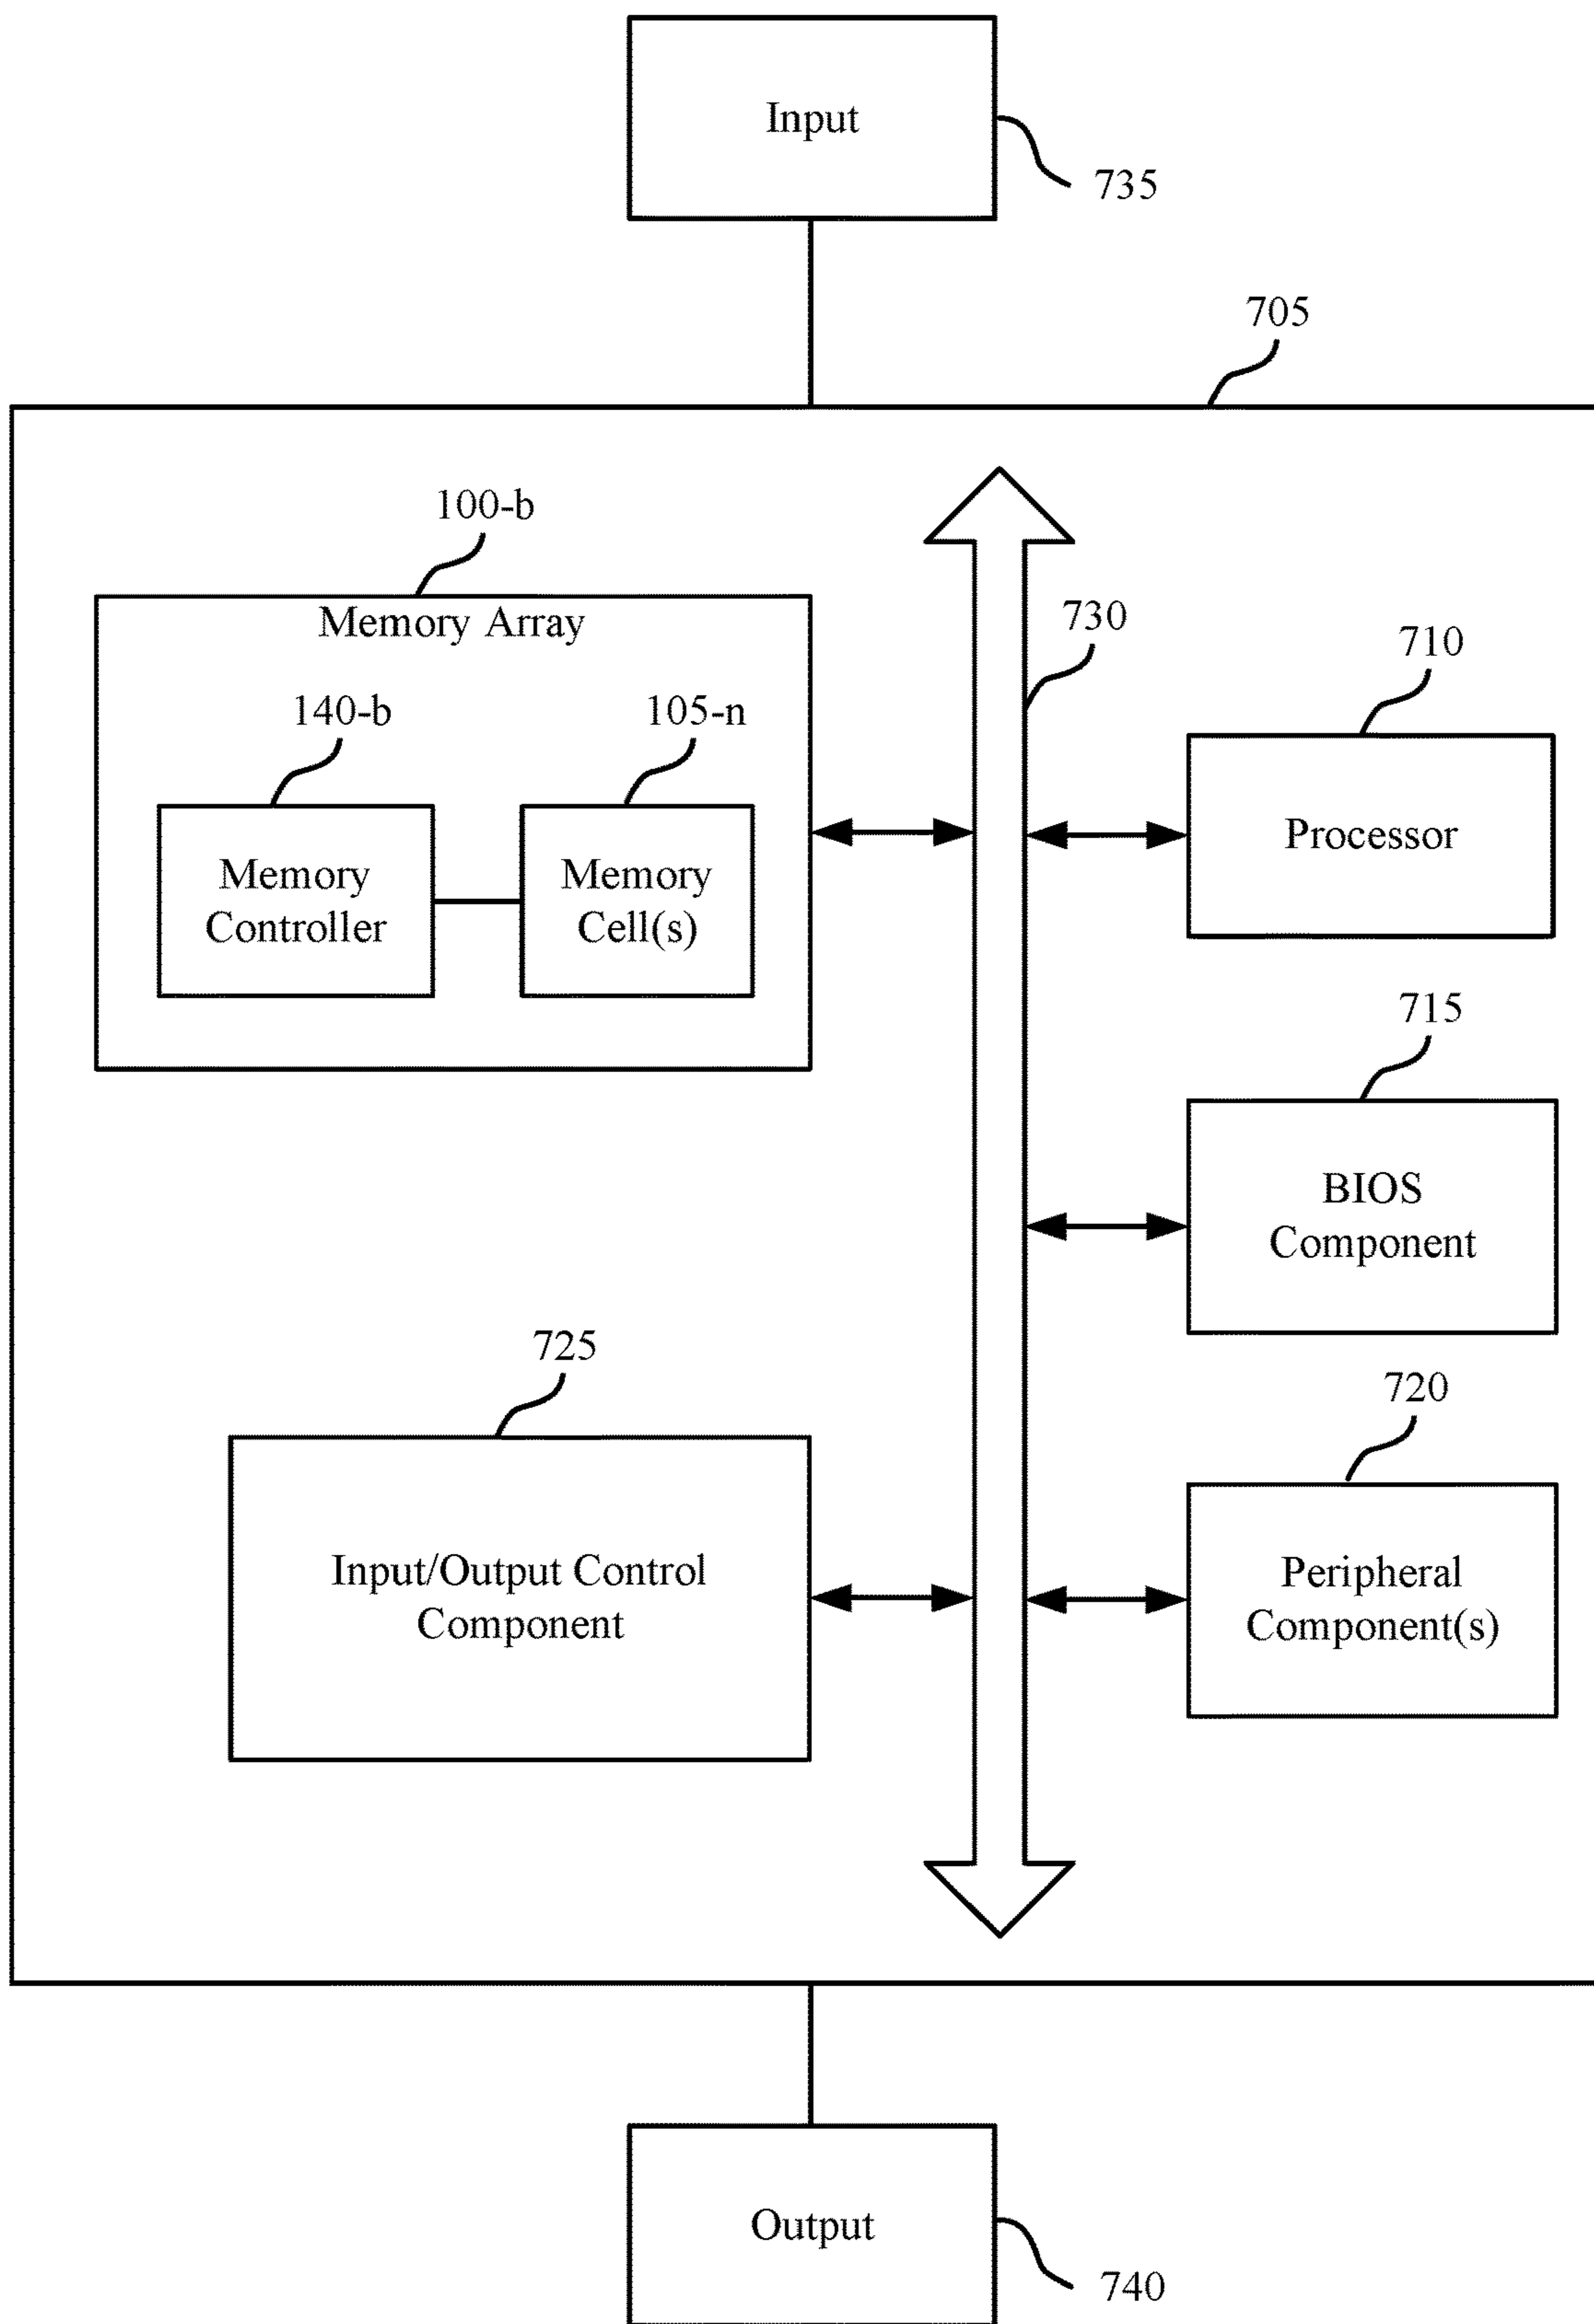 Input
735
705
100-b
Memory Array
730
710
140-b
105-n
Processor
Memory
Controller
Memory
Cell(s)
715
BIOS
Component
725
720
Input/Output Control
Component
Peripheral
Component(s)
Output
740